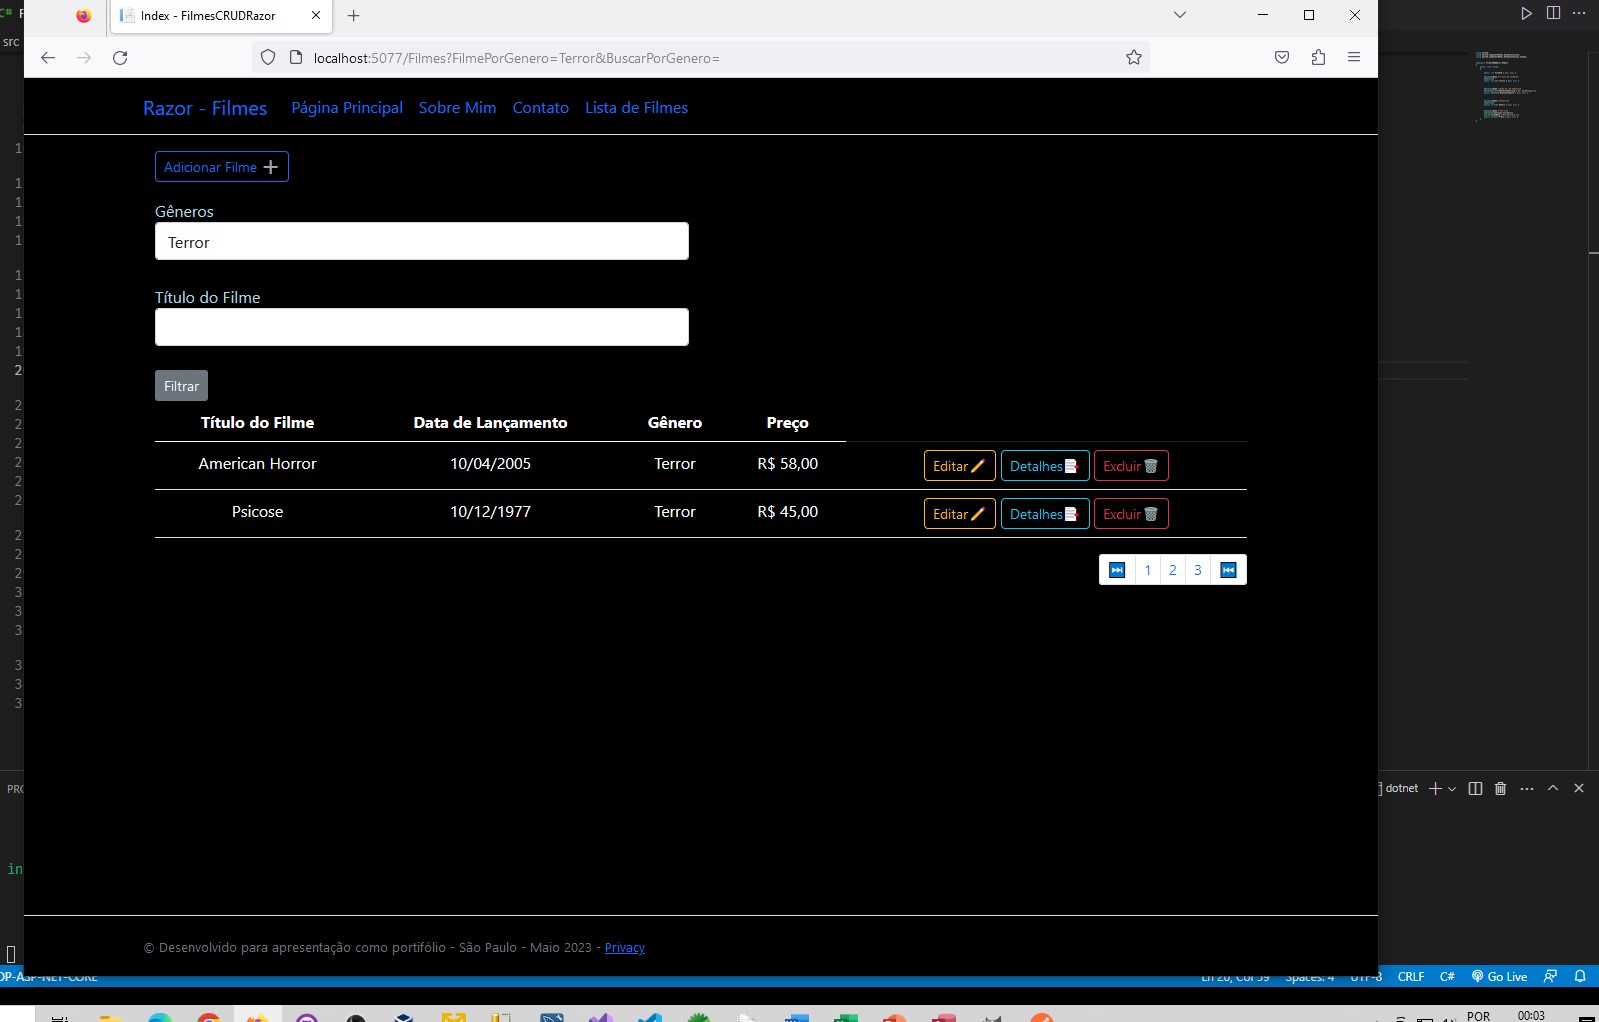 Index - FilmesCRUDRazor
src
localhost:5077/Filmes?FilmePorGenero=Terror&BuscarPorGenero=
Razor - Filmes Página Principal Sobre Mim Contato Lista de Filmes
Adicionar Filme
Gêneros
Terror
Título do Filme
Filtrar
Título do Filme Data de Lançamento Gênero Preço
American Horror 10/04/2005 Terror R$ 58,00 Editar Detalhes Excluir
Psicose 10/12/1977 Terror R$ 45,00 Editar Detalhes Excluir
1 2 3
dotnet
© Desenvolvido para apresentação como portifólio - São Paulo - Maio 2023 - Privacy
CRLF C# Go Live
POR 00:03